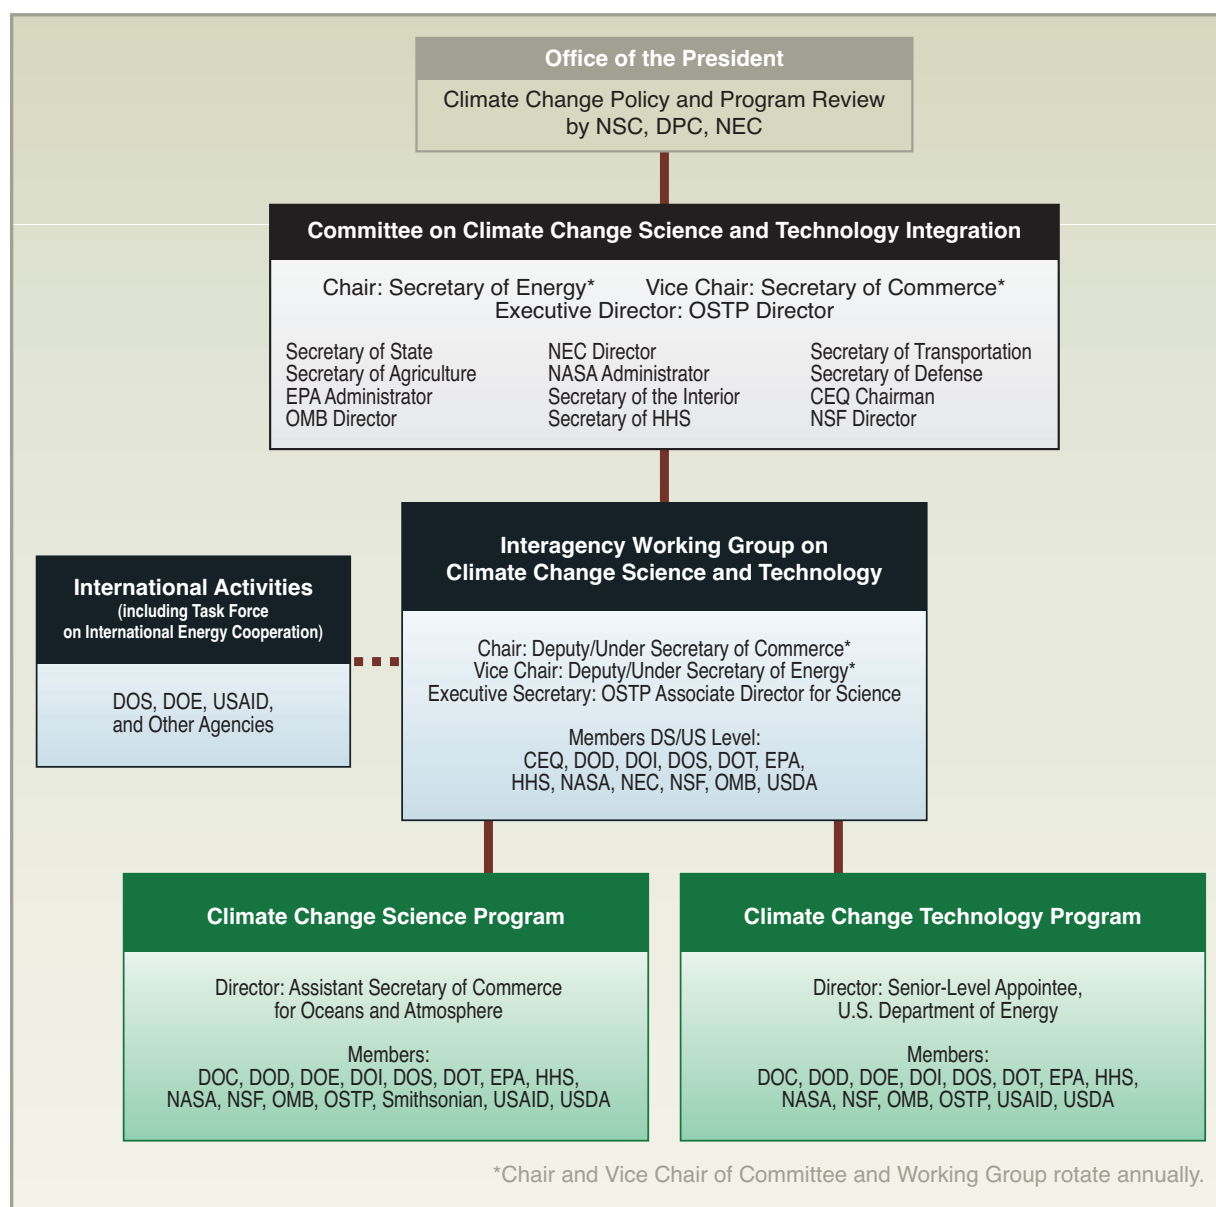 Office of the President
Climate Change Policy and Program Review
by NSC, DPC, NEC
Committee on Climate Change Science and Technology Integration
Chair: Secretary of Energy* Vice Chair: Secretary of Commerce*
Executive Director: OSTP Director
Secretary of State
Secretary of Agriculture
EPA Administrator
OMB Director
NEC Director
NASA Administrator
Secretary of the Interior
Secretary of HHS
Secretary of Transportation
Secretary of Defense
CEQ Chairman
NSF Director
International Activities
(including Task Force
on International Energy Cooperation)
DOS, DOE, USAID,
and Other Agencies
Interagency Working Group on
Climate Change Science and Technology
Chair: Deputy/Under Secretary of Commerce*
Vice Chair: Deputy/Under Secretary of Energy*
Executive Secretary: OSTP Associate Director for Science
Members DS/US Level:
CEQ, DOD, DOI, DOS, DOT, EPA,
HHS, NASA, NEC, NSF, OMB, USDA
Climate Change Science Program
Director: Assistant Secretary of Commerce
for Oceans and Atmosphere
Members:
DOC, DOD, DOE, DOI, DOS, DOT, EPA, HHS,
NASA, NSF, OMB, OSTP, Smithsonian, USAID, USDA
Climate Change Technology Program
Director: Senior-Level Appointee,
U.S. Department of Energy
Members:
DOC, DOD, DOE, DOI, DOS, DOT, EPA, HHS,
NASA, NSF, OMB, OSTP, USAID, USDA
*Chair and Vice Chair of Committee and Working Group rotate annually.